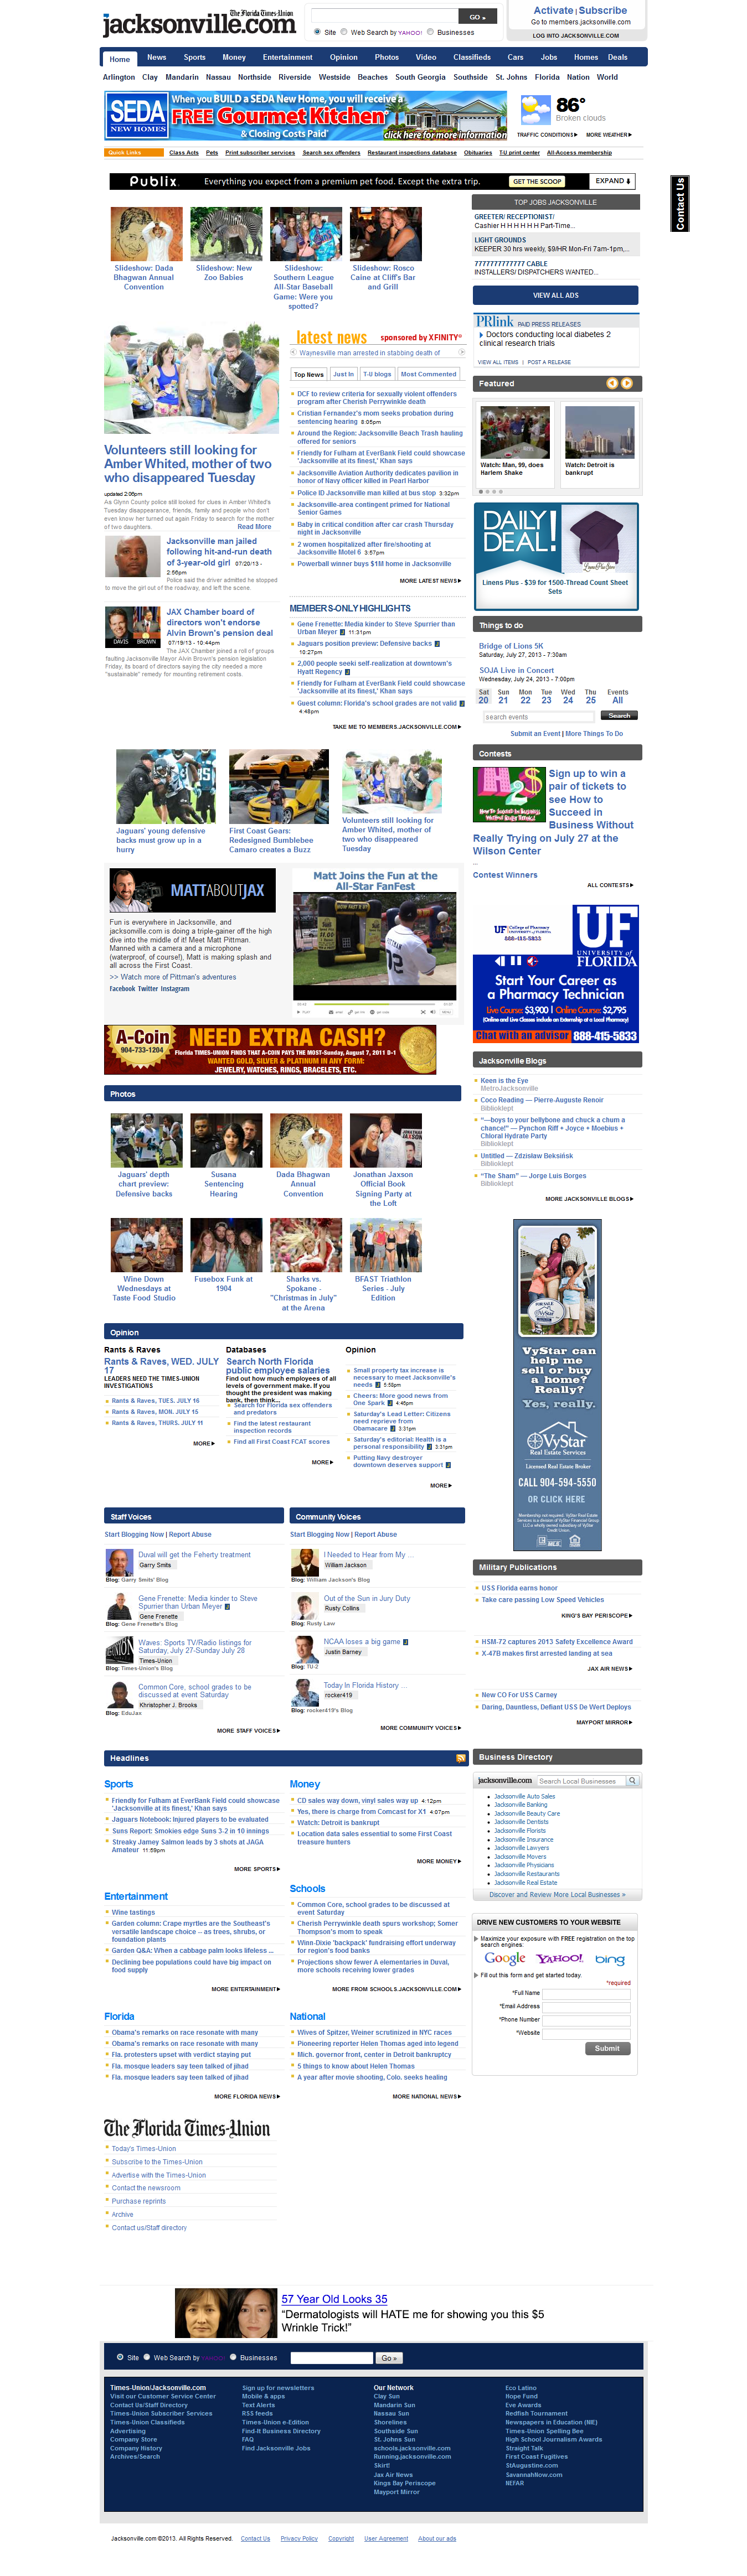 The Florida Times-Union
jacksonville.com
GO »
Site Web Search by YAHOO! Businesses
Activate | Subscribe
Go to members.jacksonville.com
LOG INTO JACKSONVILLE.COM
Home News Sports Money Entertainment Opinion Photos Video Classifieds Cars Jobs Homes Deals
Arlington Clay Mandarin Nassau Northside Riverside Westside Beaches South Georgia Southside St. Johns Florida Nation World
SEDA NEW HOMES
When you BUILD a SEDA New Home, you will receive a
FREE Gourmet Kitchen*
& Closing Costs Paid*
click here for more information
86°
Broken clouds
TRAFFIC CONDITIONS MORE WEATHER
Quick Links Class Acts Pets Print subscriber services Search sex offenders Restaurant inspections database Obituaries T-U print center All-Access membership
Publix. Everything you expect from a premium pet food. Except the extra trip. GET THE SCOOP EXPAND
Contact Us
Slideshow: Dada Bhagwan Annual Convention
Slideshow: New Zoo Babies
Slideshow: Southern League All-Star Baseball Game: Were you spotted?
Slideshow: Rosco Caine at Cliff's Bar and Grill
TOP JOBS JACKSONVILLE
GREETER/ RECEPTIONIST/
Cashier H H H H H H Part-Time...
LIGHT GROUNDS
KEEPER 30 hrs weekly, $9/HR Mon-Fri 7am-1pm,...
7777777777777 CABLE
INSTALLERS/ DISPATCHERS WANTED...
VIEW ALL ADS
PRlink PAID PRESS RELEASES
Doctors conducting local diabetes 2 clinical research trials
VIEW ALL ITEMS | POST A RELEASE
latest news sponsored by XFINITY®
Waynesville man arrested in stabbing death of
Top News Just In T-U blogs Most Commented
DCF to review criteria for sexually violent offenders program after Cherish Perrywinkle death
Cristian Fernandez's mom seeks probation during sentencing hearing 8:05pm
Around the Region: Jacksonville Beach Trash hauling offered for seniors
Friendly for Fulham at EverBank Field could showcase 'Jacksonville at its finest,' Khan says
Jacksonville Aviation Authority dedicates pavilion in honor of Navy officer killed in Pearl Harbor
Police ID Jacksonville man killed at bus stop 3:32pm
Jacksonville-area contingent primed for National Senior Games
Baby in critical condition after car crash Thursday night in Jacksonville
2 women hospitalized after fire/shooting at Jacksonville Motel 6 3:57pm
Powerball winner buys $1M home in Jacksonville
MORE LATEST NEWS
Volunteers still looking for Amber Whited, mother of two who disappeared Tuesday
updated 2:06pm
As Glynn County police still looked for clues in Amber Whited's Tuesday disappearance, friends, family and people who don't even know her turned out again Friday to search for the mother of two daughters. Read More
Jacksonville man jailed following hit-and-run death of 3-year-old girl 07/20/13 - 2:56pm
Police said the driver admitted he stopped to move the girl out of the roadway, and left the scene.
DAVIS BROWN
JAX Chamber board of directors won't endorse Alvin Brown's pension deal 07/19/13 - 10:44pm
The JAX Chamber joined a roll of groups faulting Jacksonville Mayor Alvin Brown's pension legislation Friday, its board of directors saying the city needed a more "sustainable" remedy for mounting retirement costs.
MEMBERS-ONLY HIGHLIGHTS
Gene Frenette: Media kinder to Steve Spurrier than Urban Meyer 11:31pm
Jaguars position preview: Defensive backs 10:27pm
2,000 people seeks self-realization at downtown's Hyatt Regency
Friendly for Fulham at EverBank Field could showcase 'Jacksonville at its finest,' Khan says
Guest column: Florida's school grades are not valid 4:48pm
TAKE ME TO MEMBERS.JACKSONVILLE.COM
Featured
Watch: Man, 99, does Harlem Shake
Watch: Detroit is bankrupt
DAILY DEAL!
Linens Plus - $39 for 1500-Thread Count Sheet Sets
Things to do
Bridge of Lions 5K
Saturday, July 27, 2013 - 7:30am
SOJA Live in Concert
Wednesday, July 24, 2013 - 7:00pm
Sat 20 Sun 21 Mon 22 Tue 23 Wed 24 Thu 25 Events All
search events Search
Submit an Event | More Things To Do
Contests
Sign up to win a pair of tickets to see How to Succeed in Business Without Really Trying on July 27 at the Wilson Center
...
Contest Winners
ALL CONTESTS
Jaguars' young defensive backs must grow up in a hurry
First Coast Gears: Redesigned Bumblebee Camaro creates a Buzz
Volunteers still looking for Amber Whited, mother of two who disappeared Tuesday
MATTABOUTJAX
Fun is everywhere in Jacksonville, and jacksonville.com is doing a triple-gainer off the high dive into the middle of it! Meet Matt Pittman. Manned with a camera and a microphone (waterproof, of course!), Matt is making splash and all across the First Coast.
>> Watch more of Pittman's adventures
Facebook Twitter Instagram
Matt Joins the Fun at the All-Star FanFest
UF College of Pharmacy
888-415-5833
UF UNIVERSITY of FLORIDA
Start Your Career as a Pharmacy Technician
Live Course: $3,901 | Online Course: $2,951
(Online and Live Classes include an Internship at a Local Pharmacy)
Chat with an advisor 888-415-5833
A-Coin 904-733-1204
NEED EXTRA CASH?
Florida TIMES-UNION FINDS THAT A-COIN PAYS THE MOST-Sunday, August 7, 2011 D-1
WANTED GOLD, SILVER & PLATINUM IN ANY FORM:
JEWELRY, WATCHES, RINGS, BRACELETS, ETC.
Photos
Jaguars' depth chart preview: Defensive backs
Susana Sentencing Hearing
Dada Bhagwan Annual Convention
Jonathan Jaxson Official Book Signing Party at the Loft
Wine Down Wednesdays at Taste Food Studio
Fusebox Funk at 1904
Sharks vs. Spokane - "Christmas in July" at the Arena
BFAST Triathlon Series - July Edition
Jacksonville Blogs
Keen is the Eye
MetroJacksonville
Coco Reading — Pierre-Auguste Renoir
Biblioklept
"—boys to your bellybone and chuck a chum a chance!" — Pynchon Riff + Joyce + Moebius + Chloral Hydrate Party
Biblioklept
Untitled — Zdzisław Beksiński
Biblioklept
"The Sham" — Jorge Luis Borges
Biblioklept
MORE JACKSONVILLE BLOGS
FOR SALE VyStar
VyStar can help me sell or buy a home? Really?
Yes, really.
VyStar Real Estate Services
Licensed Real Estate Broker
CALL 904-594-5550
OR CLICK HERE
Opinion
Rants & Raves
Rants & Raves, WED. JULY 17
LEADERS NEED THE TIMES-UNION INVESTIGATIONS
Rants & Raves, TUES. JULY 16
Rants & Raves, MON. JULY 15
Rants & Raves, THURS. JULY 11
MORE
Databases
Search North Florida public employee salaries
Find out how much employees of all levels of government make. If you thought the president was making bank, then think...
Search for Florida sex offenders and predators
Find the latest restaurant inspection records
Find all First Coast FCAT scores
MORE
Opinion
Small property tax increase is necessary to meet Jacksonville's needs 5:58pm
Cheers: More good news from One Spark 4:45pm
Saturday's Lead Letter: Citizens need reprieve from Obamacare 3:31pm
Saturday's editorial: Health is a personal responsibility 3:31pm
Putting Navy destroyer downtown deserves support
MORE
Staff Voices
Start Blogging Now | Report Abuse
Duval will get the Feherty treatment
Garry Smits
Blog: Garry Smits' Blog
Gene Frenette: Media kinder to Steve Spurrier than Urban Meyer
Gene Frenette
Blog: Gene Frenette's Blog
Waves: Sports TV/Radio listings for Saturday, July 27-Sunday July 28
Times-Union
Blog: Times-Union's Blog
Common Core, school grades to be discussed at event Saturday
Khristopher J. Brooks
Blog: EduJax
MORE STAFF VOICES
Community Voices
Start Blogging Now | Report Abuse
I Needed to Hear from My ...
William Jackson
Blog: William Jackson's Blog
Out of the Sun in Jury Duty
Rusty Collins
Blog: Rusty Law
NCAA loses a big game
Justin Barney
Blog: TU-2
Today In Florida History ...
rocker419
Blog: rocker419's Blog
MORE COMMUNITY VOICES
Military Publications
USS Florida earns honor
Take care passing Low Speed Vehicles
KING'S BAY PERISCOPE
HSM-72 captures 2013 Safety Excellence Award
X-47B makes first arrested landing at sea
JAX AIR NEWS
New CO For USS Carney
Daring, Dauntless, Defiant USS De Wert Deploys
MAYPORT MIRROR
Headlines
Sports
Friendly for Fulham at EverBank Field could showcase 'Jacksonville at its finest,' Khan says
Jaguars Notebook: Injured players to be evaluated
Suns Report: Smokies edge Suns 3-2 in 10 innings
Streaky Jamey Salmon leads by 3 shots at JAGA Amateur 11:59pm
MORE SPORTS
Money
CD sales way down, vinyl sales way up 4:12pm
Yes, there is charge from Comcast for X1 4:07pm
Watch: Detroit is bankrupt
Location data sales essential to some First Coast treasure hunters
MORE MONEY
Entertainment
Wine tastings
Garden column: Crape myrtles are the Southeast's versatile landscape choice -- as trees, shrubs, or foundation plants
Garden Q&A: When a cabbage palm looks lifeless ...
Declining bee populations could have big impact on food supply
MORE ENTERTAINMENT
Schools
Common Core, school grades to be discussed at event Saturday
Cherish Perrywinkle death spurs workshop; Somer Thompson's mom to speak
Winn-Dixie 'backpack' fundraising effort underway for region's food banks
Projections show fewer A elementaries in Duval, more schools receiving lower grades
MORE FROM SCHOOLS.JACKSONVILLE.COM
Florida
Obama's remarks on race resonate with many
Obama's remarks on race resonate with many
Fla. protesters upset with verdict staying put
Fla. mosque leaders say teen talked of jihad
Fla. mosque leaders say teen talked of jihad
MORE FLORIDA NEWS
National
Wives of Spitzer, Weiner scrutinized in NYC races
Pioneering reporter Helen Thomas aged into legend
Mich. governor front, center in Detroit bankruptcy
5 things to know about Helen Thomas
A year after movie shooting, Colo. seeks healing
MORE NATIONAL NEWS
Business Directory
jacksonville.com Search Local Businesses
Jacksonville Auto Sales
Jacksonville Banking
Jacksonville Beauty Care
Jacksonville Dentists
Jacksonville Florists
Jacksonville Insurance
Jacksonville Lawyers
Jacksonville Movers
Jacksonville Physicians
Jacksonville Restaurants
Jacksonville Real Estate
Discover and Review More Local Businesses »
DRIVE NEW CUSTOMERS TO YOUR WEBSITE
Maximize your exposure with FREE registration on the top search engines.
Google YAHOO! bing
Fill out this form and get started today.
*required
*Full Name
*Email Address
*Phone Number
*Website
Submit
The Florida Times-Union
Today's Times-Union
Subscribe to the Times-Union
Advertise with the Times-Union
Contact the newsroom
Purchase reprints
Archive
Contact us/Staff directory
57 Year Old Looks 35
"Dermatologists will HATE me for showing you this $5 Wrinkle Trick!"
Site Web Search by Businesses Go »
Times-Union/Jacksonville.com
Visit our Customer Service Center
Contact Us/Staff Directory
Times-Union Subscriber Services
Times-Union Classifieds
Advertising
Company Store
Company History
Archives/Search
Sign up for newsletters
Mobile & apps
Text Alerts
RSS feeds
Times-Union e-Edition
Find-It Business Directory
FAQ
Find Jacksonville Jobs
Our Network
Clay Sun
Mandarin Sun
Nassau Sun
Shorelines
Southside Sun
St. Johns Sun
schools.jacksonville.com
Running.jacksonville.com
Skirt!
Jax Air News
Kings Bay Periscope
Mayport Mirror
Eco Latino
Hope Fund
Eve Awards
Redfish Tournament
Newspapers in Education (NIE)
Times-Union Spelling Bee
High School Journalism Awards
Straight Talk
First Coast Fugitives
StAugustine.com
SavannahNow.com
NEFAR
Jacksonville.com ©2013. All Rights Reserved. Contact Us Privacy Policy Copyright User Agreement About our ads